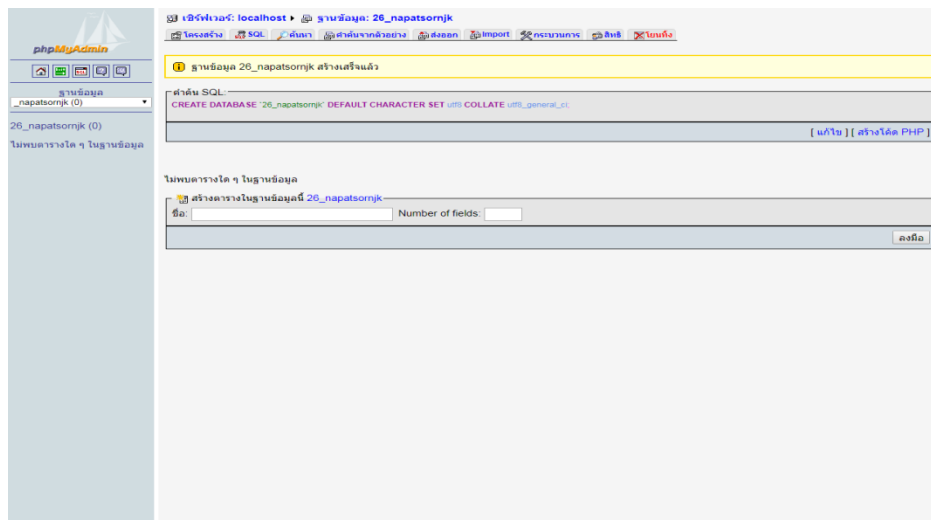 phpMyAdmin
ฐานข้อมูล
_napatsornjk (0)
26_napatsornjk (0)
ไม่พบตารางใด ๆ ในฐานข้อมูล
เซิร์ฟเวอร์: localhost ▸ ฐานข้อมูล: 26_napatsornjk
โครงสร้าง SQL ค้นหา คำค้นจากตัวอย่าง ส่งออก Import กระบวนการ สิทธิ โยนทิ้ง
ฐานข้อมูล 26_napatsornjk สร้างเสร็จแล้ว
คำค้น SQL:
CREATE DATABASE `26_napatsornjk` DEFAULT CHARACTER SET utf8 COLLATE utf8_general_ci;
[ แก้ไข ] [ สร้างโค้ด PHP ]
ไม่พบตารางใด ๆ ในฐานข้อมูล
สร้างตารางในฐานข้อมูลนี้ 26_napatsornjk
ชื่อ: Number of fields:
ลงมือ